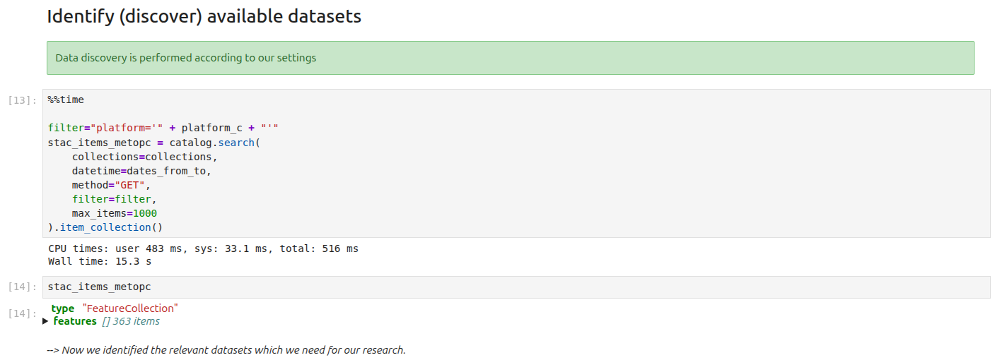 Identify (discover) available datasets
Data discovery is performed according to our settings
[13]: %%time
filter="platform='" + platform_c + "'"
stac_items_metopc = catalog.search(
    collections=collections,
    datetime=dates_from_to,
    method="GET",
    filter=filter,
    max_items=1000
).item_collection()
CPU times: user 483 ms, sys: 33.1 ms, total: 516 ms
Wall time: 15.3 s
[14]: stac_items_metopc
[14]: type "FeatureCollection"
▶ features [] 363 items
--> Now we identified the relevant datasets which we need for our research.